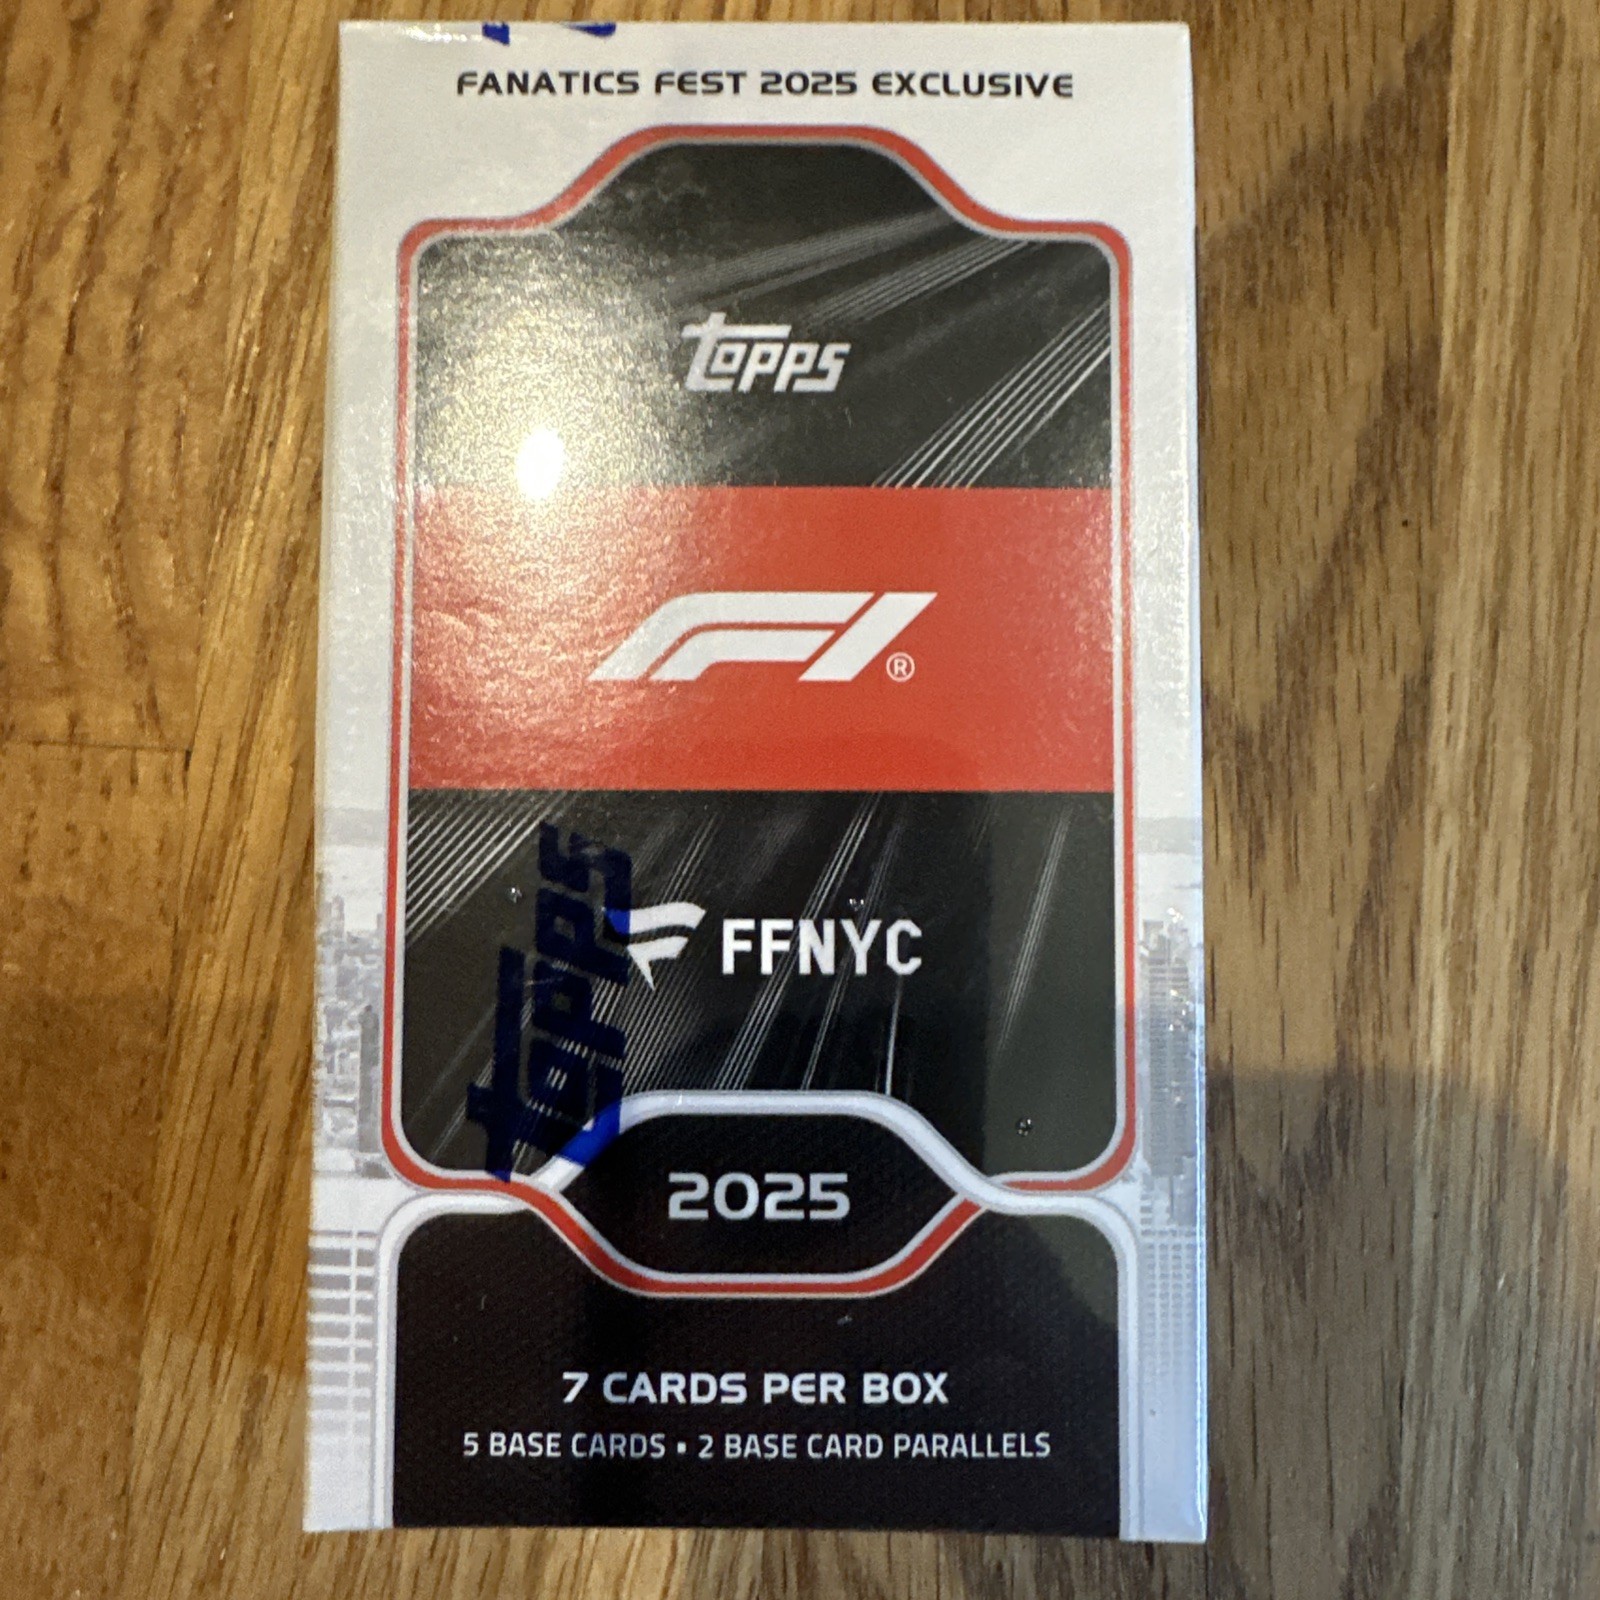 FANATICS FEST 2025 EXCLUSIVE
topps
F1®
FFNYC
topps
2025
7 CARDS PER BOX
5 BASE CARDS ▪ 2 BASE CARD PARALLELS